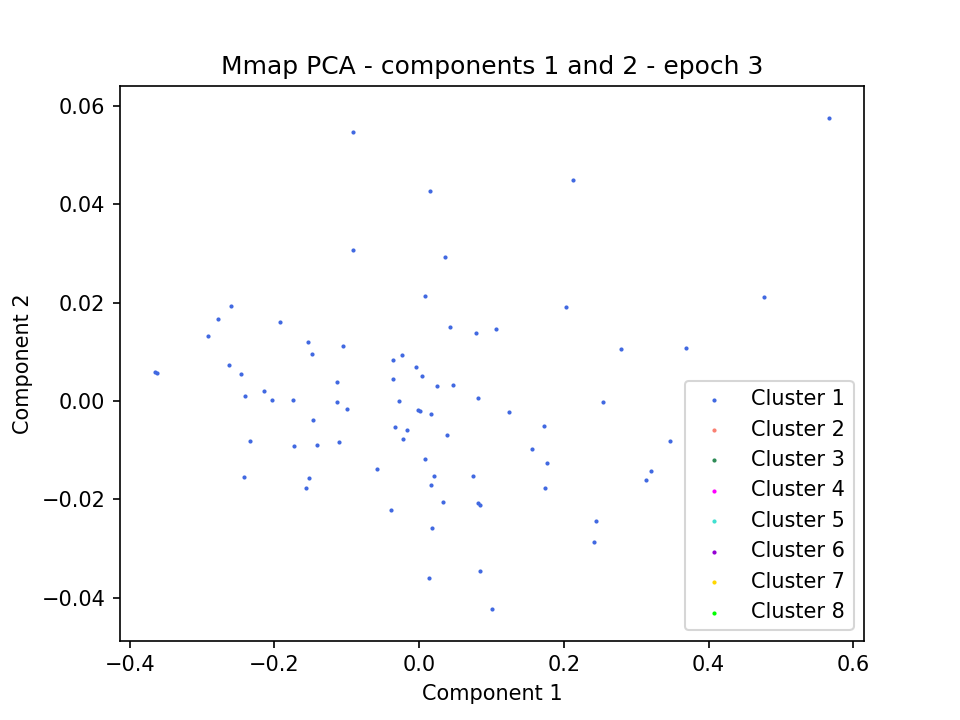 Mmap PCA - components 1 and 2 - epoch 3
0.06
0.04
0.02
0.00
−0.02
−0.04
Component 2
Cluster 1
Cluster 2
Cluster 3
Cluster 4
Cluster 5
Cluster 6
Cluster 7
Cluster 8
−0.4
−0.2
0.0
0.2
0.4
0.6
Component 1